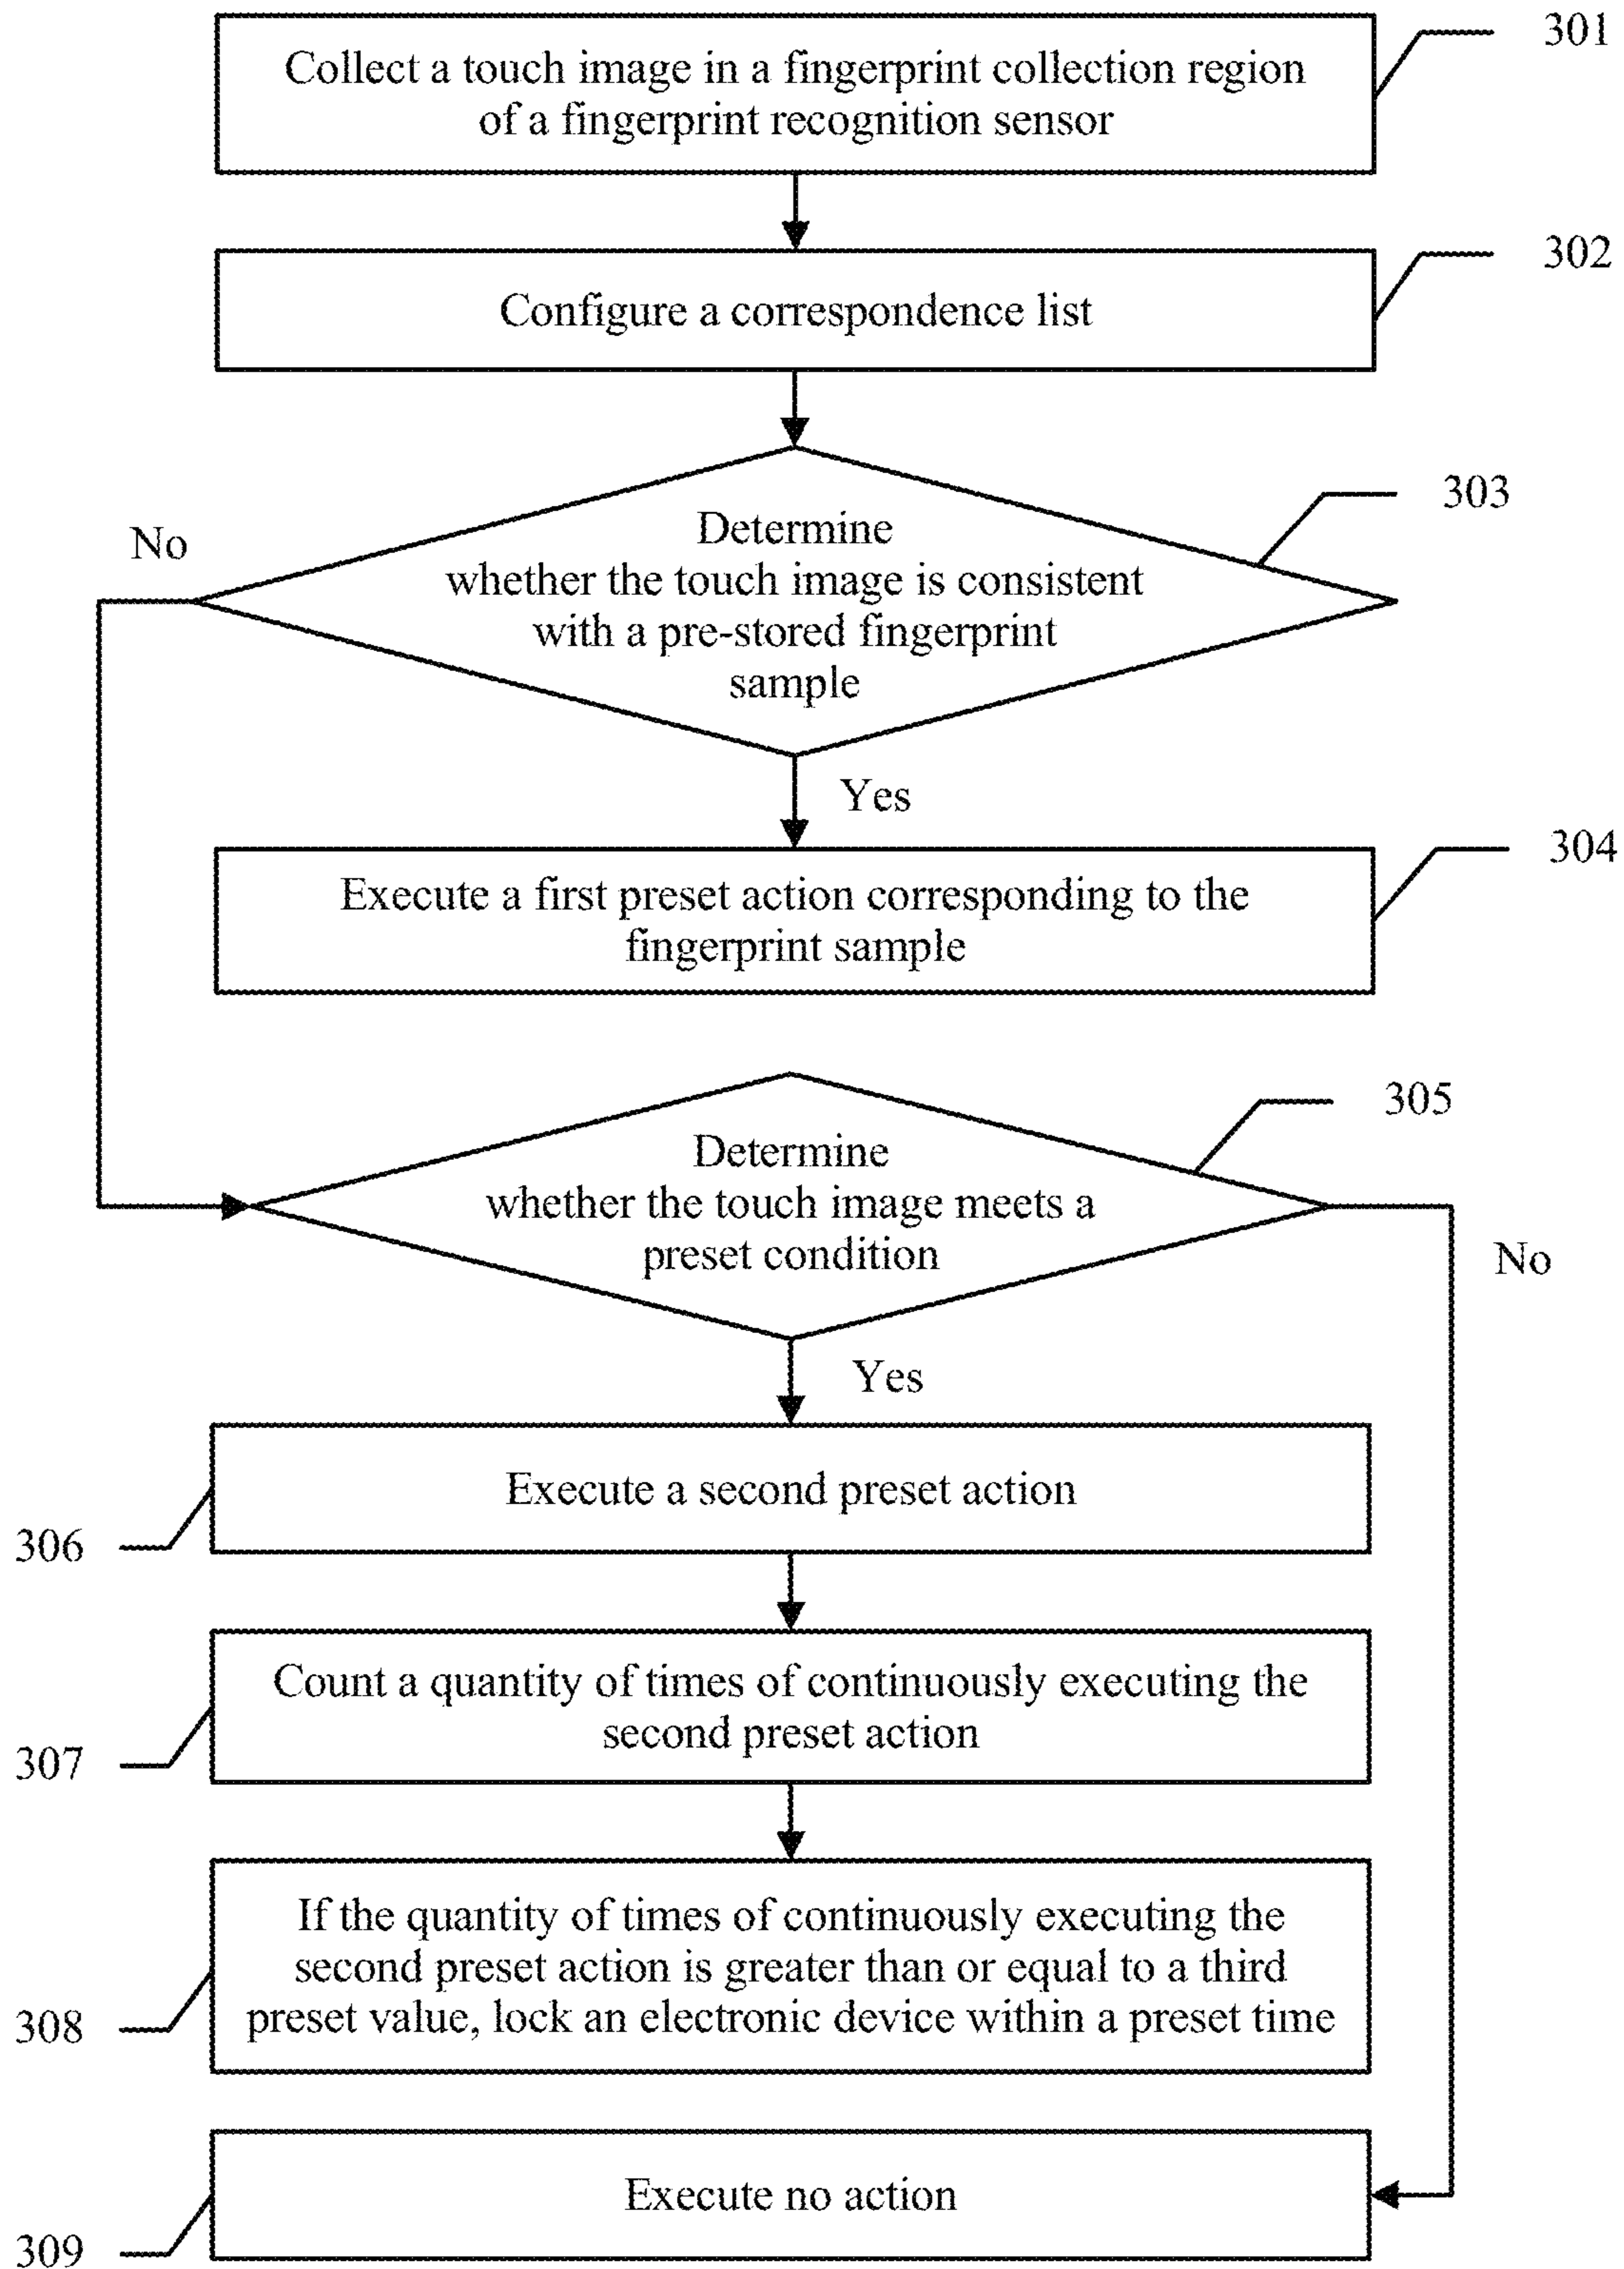 301
Collect a touch image in a fingerprint collection region
of a fingerprint recognition sensor
302
Configure a correspondence list
303
No
Determine
whether the touch image is consistent
with a pre-stored fingerprint
sample
Yes
304
Execute a first preset action corresponding to the
fingerprint sample
305
Determine
whether the touch image meets a
preset condition
No
Yes
Execute a second preset action
306
Count a quantity of times of continuously executing the
second preset action
307
If the quantity of times of continuously executing the
second preset action is greater than or equal to a third
preset value, lock an electronic device within a preset time
308
Execute no action
309